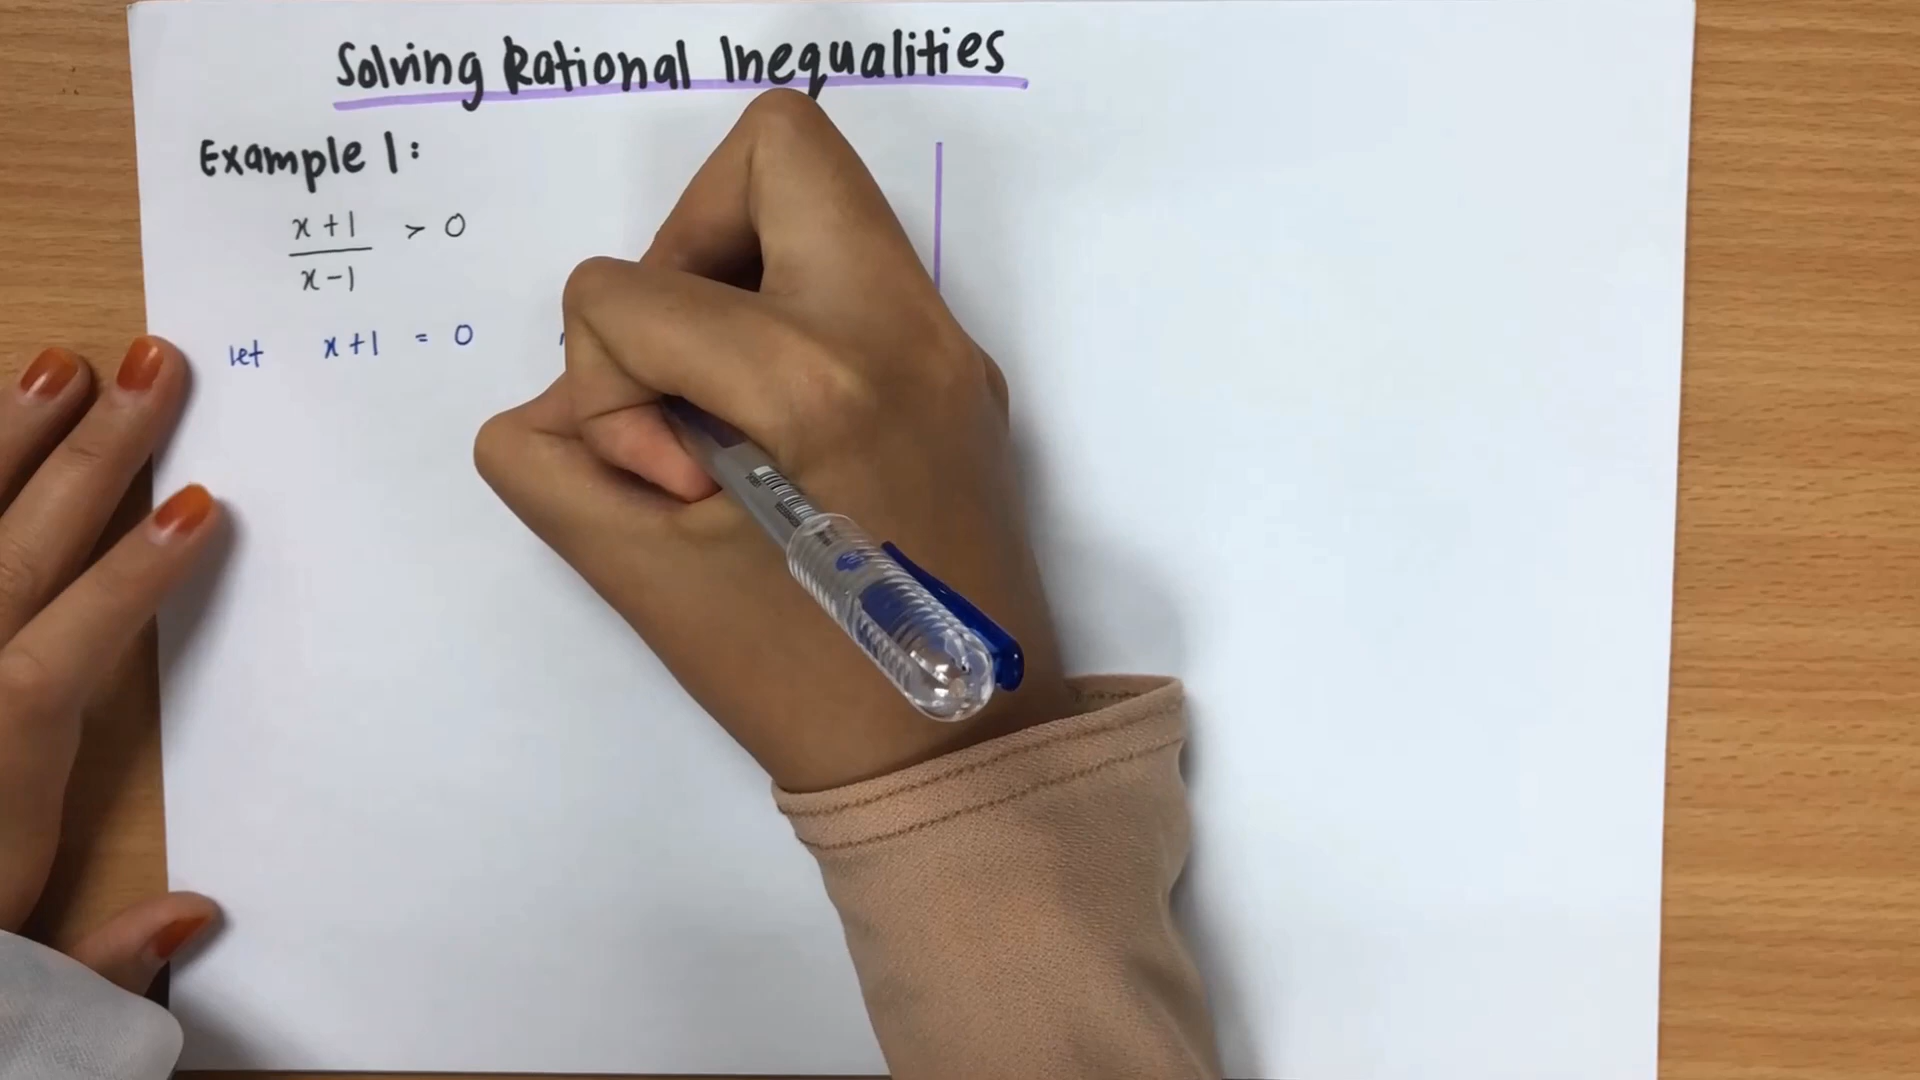 Solving Rational Inequalities
Example 1:
x + 1
> 0
x - 1
let x + 1 = 0